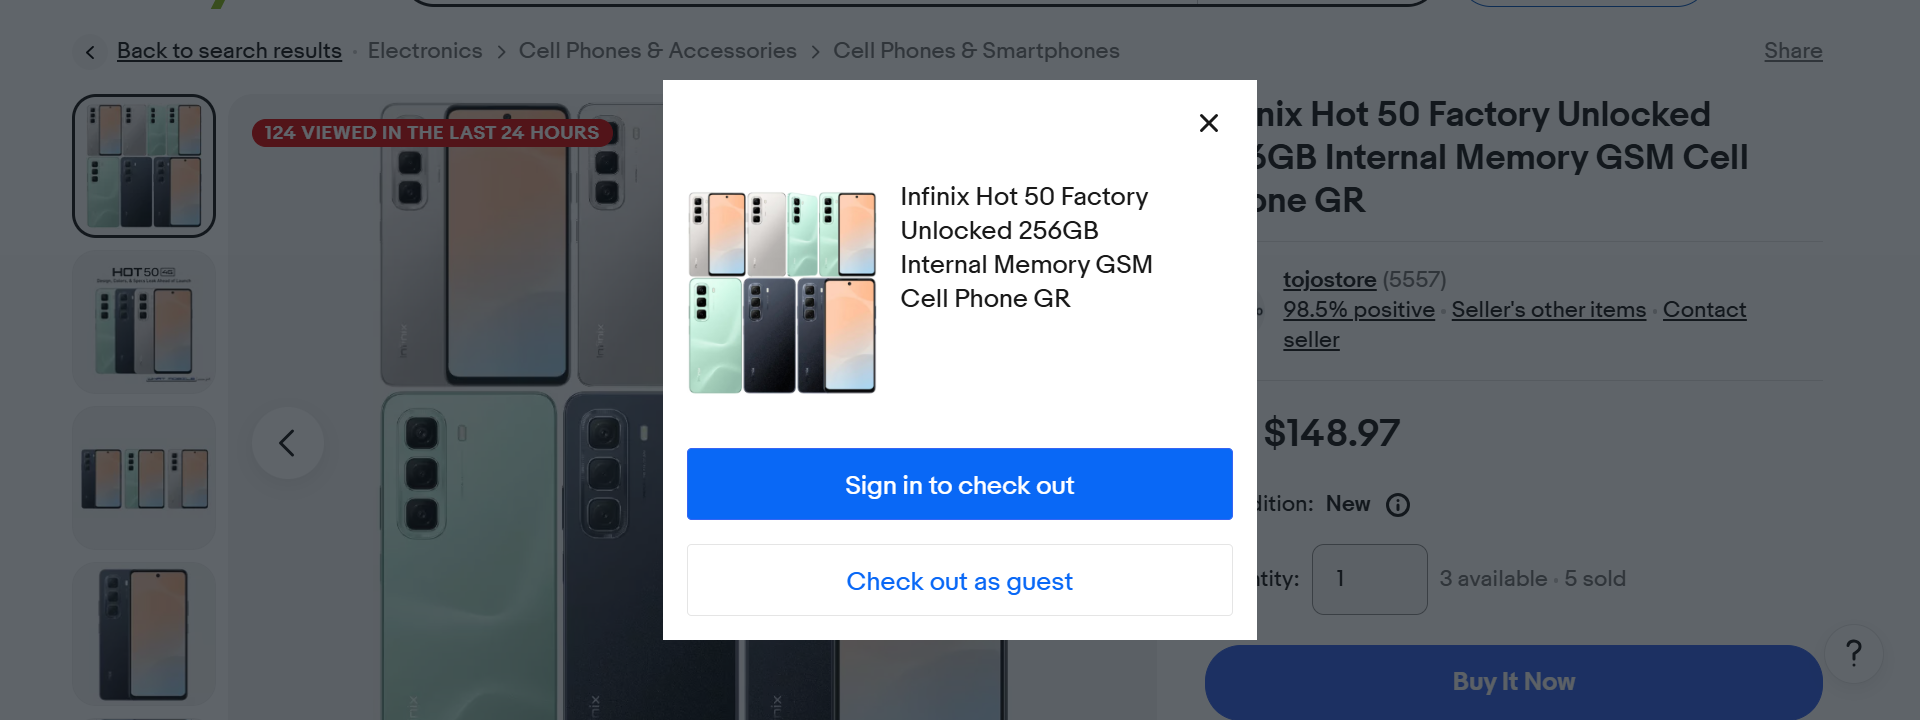 Back to search results · Electronics > Cell Phones & Accessories > Cell Phones & Smartphones
Share
124 VIEWED IN THE LAST 24 HOURS
HOT 50 4G
Infinix Hot 50 Factory
Unlocked 256GB
Internal Memory GSM
Cell Phone GR
Sign in to check out
Check out as guest
nix Hot 50 Factory Unlocked
6GB Internal Memory GSM Cell
one GR
tojostore (5557)
98.5% positive · Seller's other items · Contact
seller
$148.97
dition: New
ntity: 1 3 available · 5 sold
Buy It Now
?